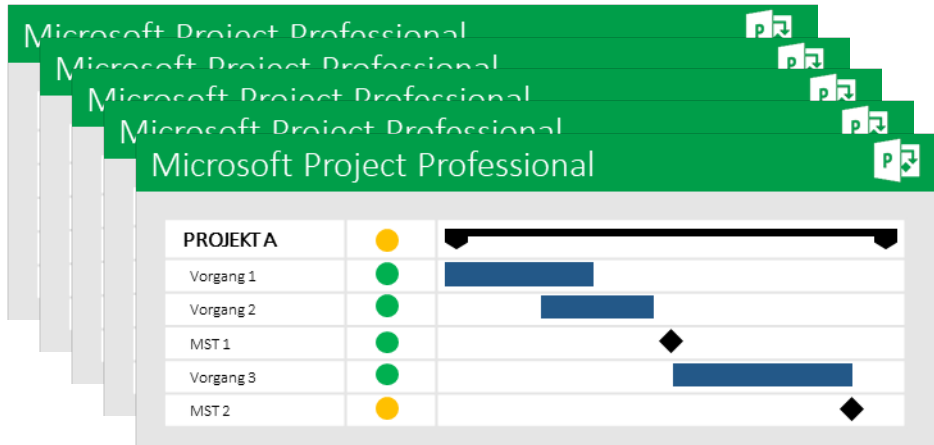 Microsoft Project Professional
Microsoft Project Professional
Microsoft Project Professional
Microsoft Project Professional
Microsoft Project Professional
PROJEKT A
Vorgang 1
Vorgang 2
MST 1
Vorgang 3
MST 2